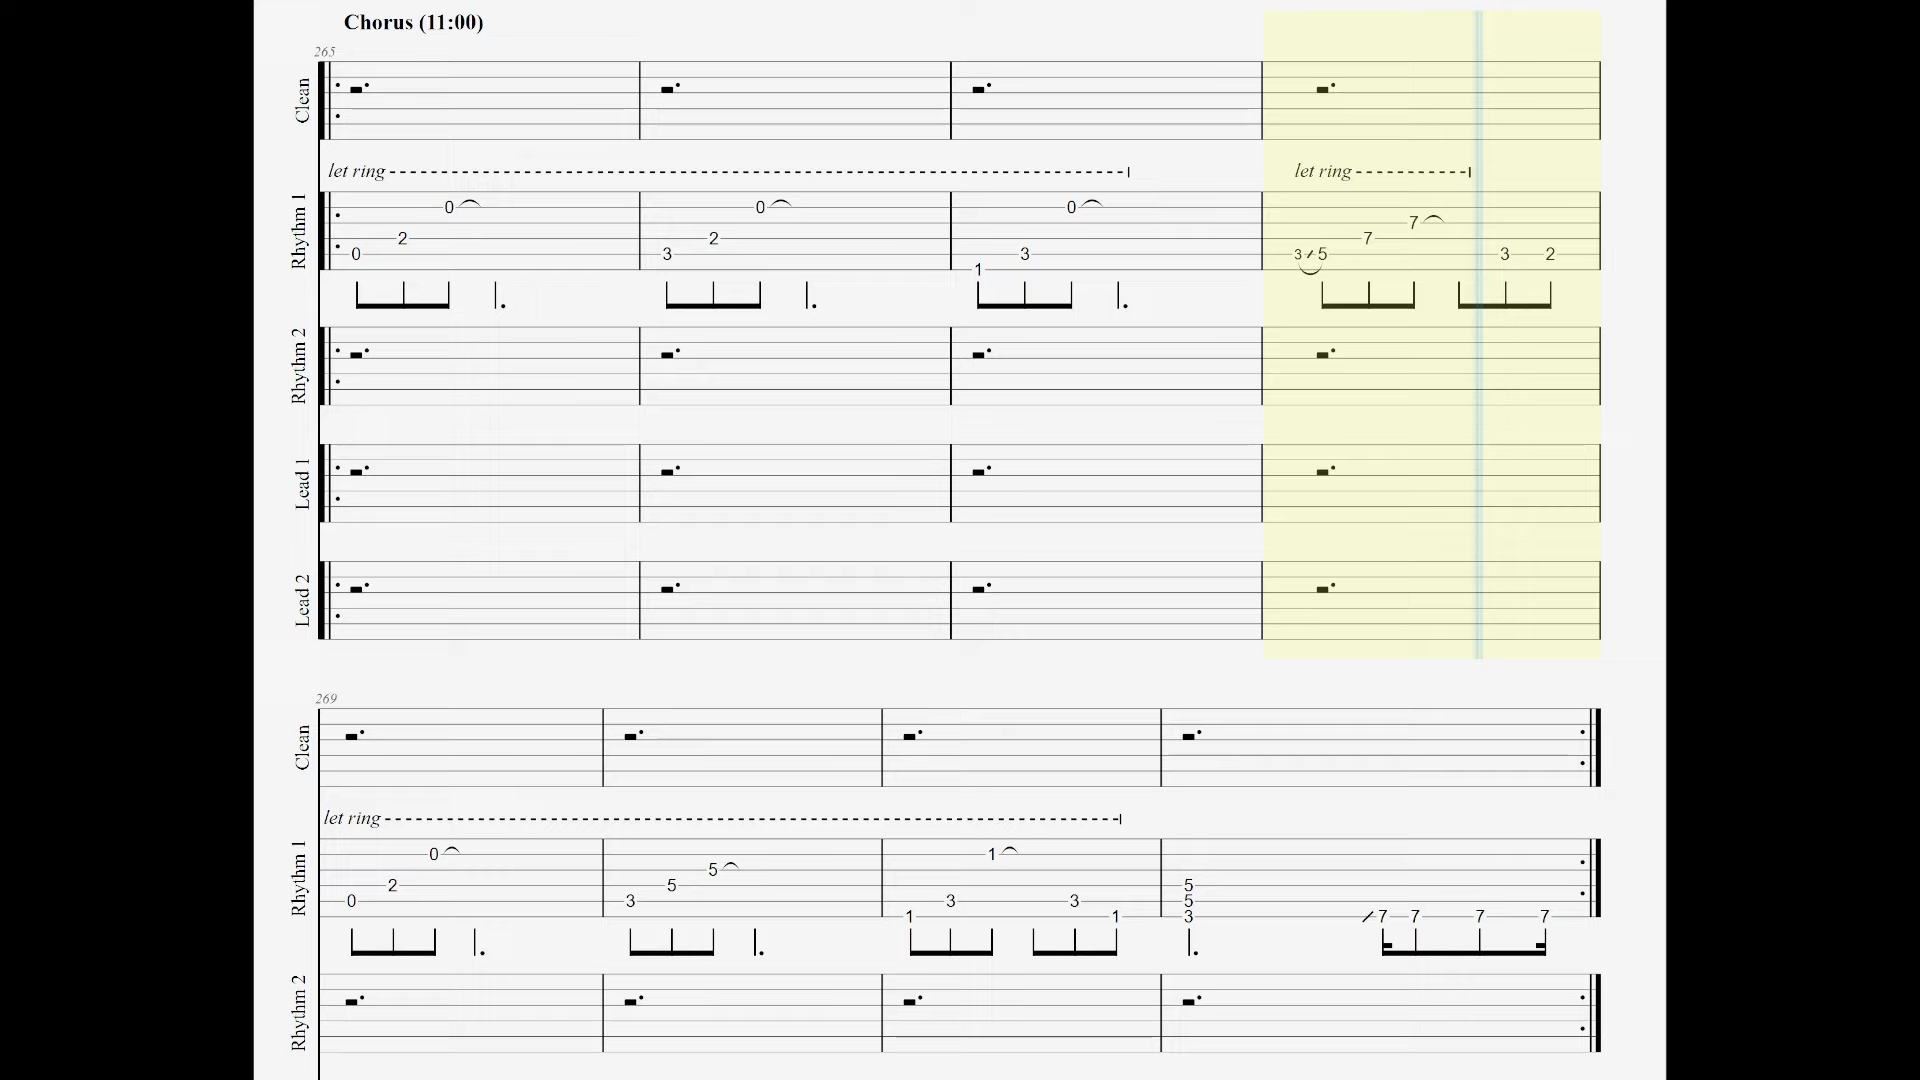 Chorus (11:00)
265
Clean
let ring
let ring
Rhythm 1
0 0 0
7
2 2 7
0 3 3 3 5 3 2
1
Rhythm 2
Lead 1
Lead 2
269
Clean
let ring
Rhythm 1
0 1
5
2 5 5
0 3 3 3 5
1 1 3 7 7 7 7
Rhythm 2